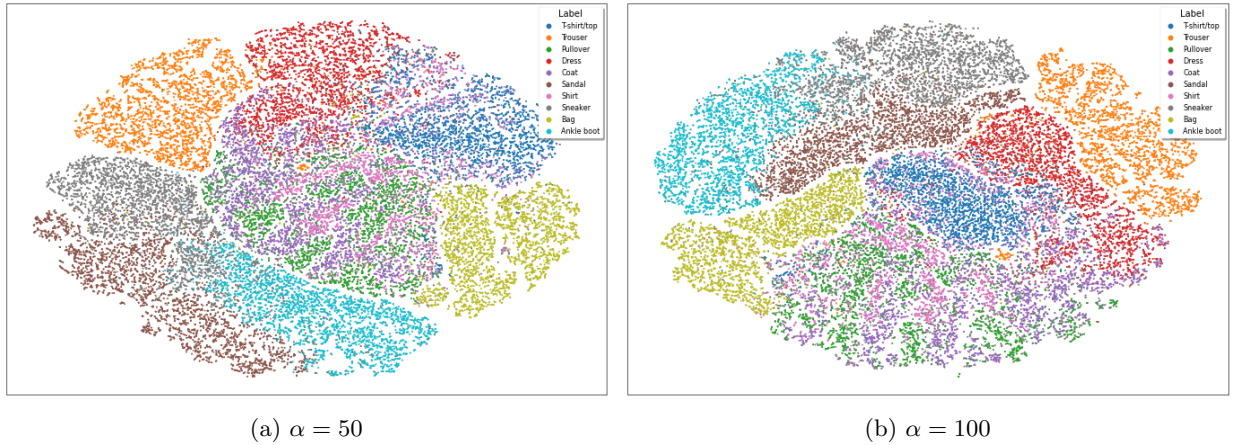 Label
T-shirt/top
Trouser
Pullover
Dress
Coat
Sandal
Shirt
Sneaker
Bag
Ankle boot
Label
T-shirt/top
Trouser
Pullover
Dress
Coat
Sandal
Shirt
Sneaker
Bag
Ankle boot
(a) α = 50
(b) α = 100